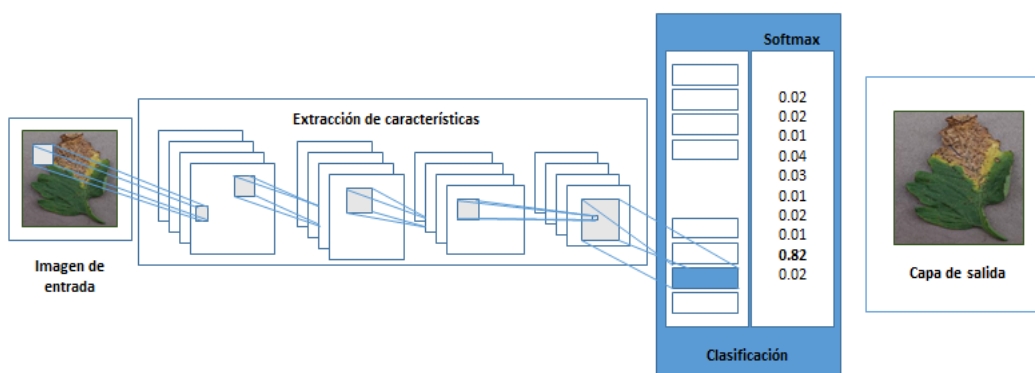 Imagen de
entrada
Extracción de características
Softmax
0.02
0.02
0.01
0.04
0.03
0.01
0.02
0.01
0.82
0.02
Clasificación
Capa de salida